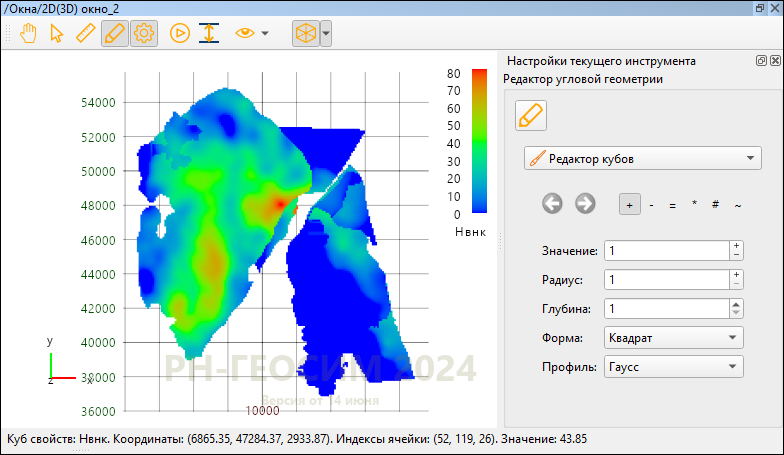 /Окна/2D(3D) окно_2
Настройки текущего инструмента
Редактор угловой геометрии
Редактор кубов
+ - = * # ~
Значение: 1
Радиус: 1
Глубина: 1
Форма: Квадрат
Профиль: Гаусс
54000
52000
50000
48000
46000
44000
42000
40000
38000
36000
10000
80
70
60
50
40
30
20
10
0
Нвнк
y
z x
РН-ГЕОСИМ 2024
Версия от 14 июня
Куб свойств: Нвнк. Координаты: (6865.35, 47284.37, 2933.87). Индексы ячейки: (52, 119, 26). Значение: 43.85